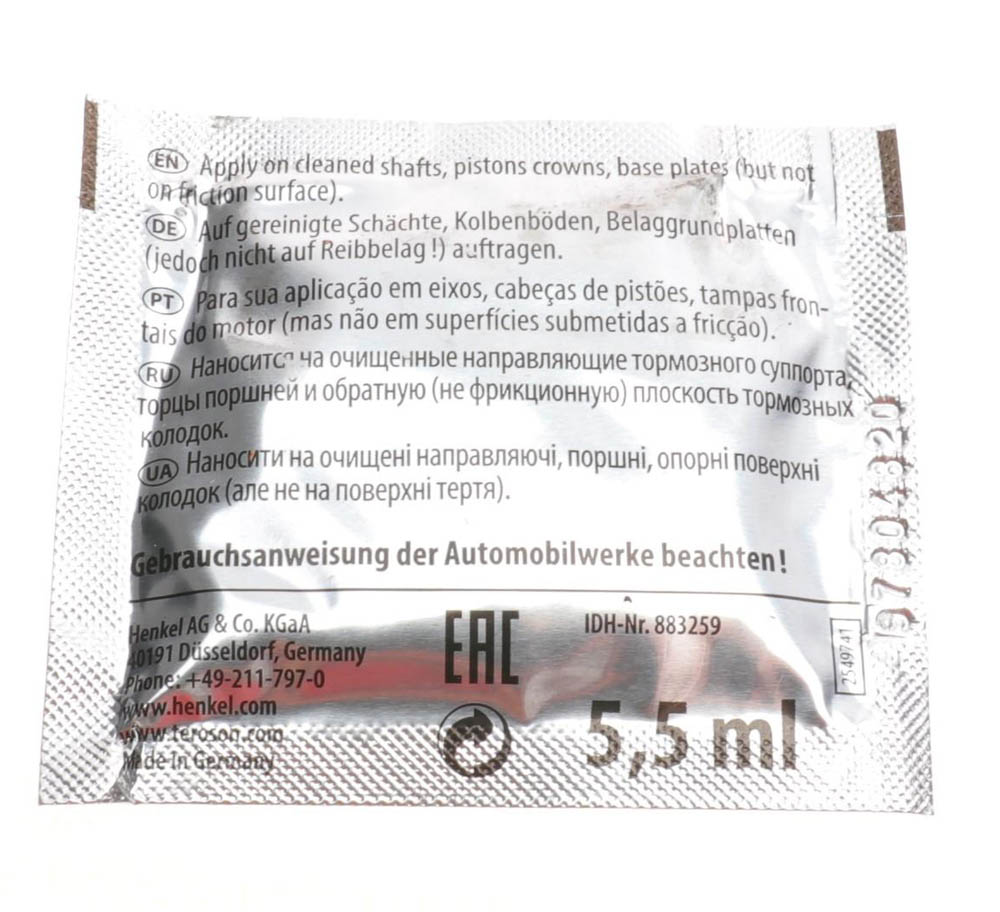 EN Apply on cleaned shafts, pistons crowns, base plates (but not
on friction surface).
DE Auf gereinigte Schächte, Kolbenböden, Belaggrundplatten
(jedoch nicht auf Reibbelag !) auftragen.
PT Para sua aplicação em eixos, cabeças de pistões, tampas fron-
tais do motor (mas não em superfícies submetidas a fricção).
RU Наносится на очищенные направляющие тормозного суппорта,
торцы поршней и обратную (не фрикционную) плоскость тормозных
колодок.
UA Наносити на очищені направляючі, поршні, опорні поверхні
колодок (але не на поверхні тертя).
Gebrauchsanweisung der Automobilwerke beachten!
Henkel AG & Co. KGaA
40191 Düsseldorf, Germany
Phone: +49-211-797-0
www.henkel.com
www.teroson.com
Made in Germany
EAC
IDH-Nr. 883259
5,5 ml
2549741